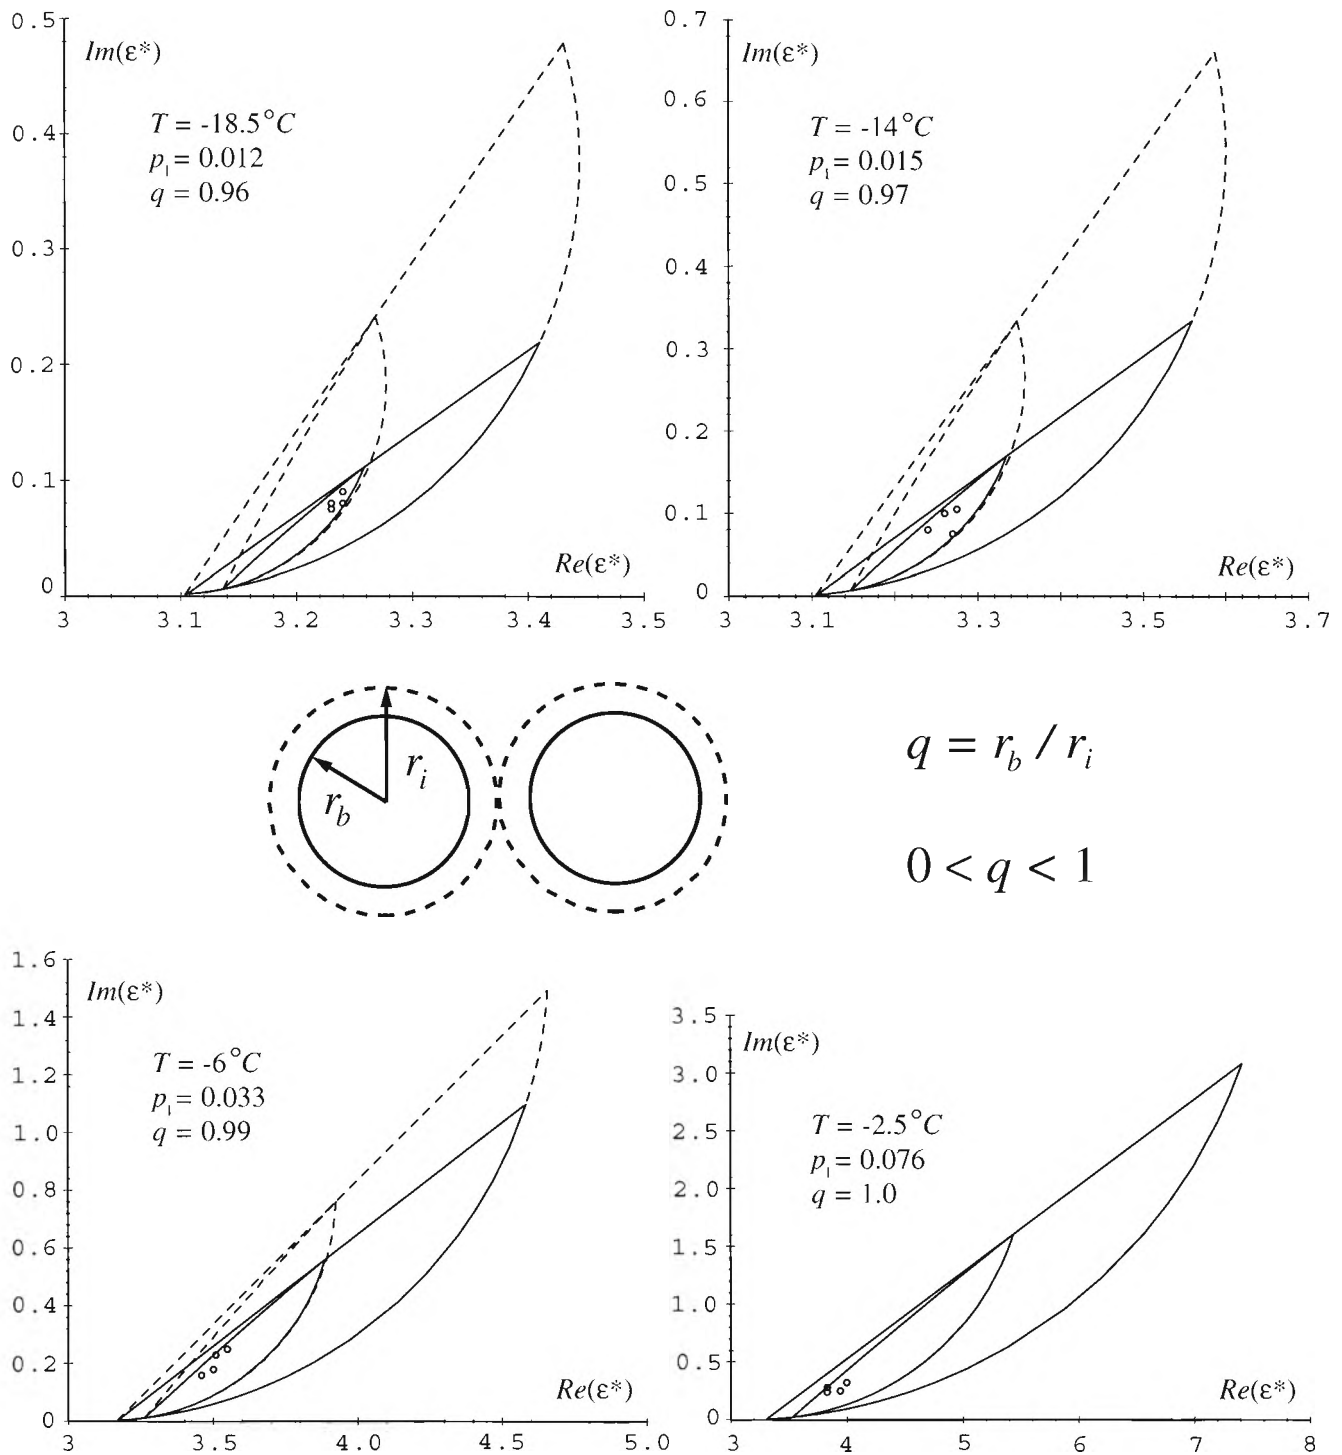 0.5
Im(ε*)
T = -18.5°C
p₁= 0.012
q = 0.96
0.4
0.3
0.2
0.1
0
Re(ε*)
3 3.1 3.2 3.3 3.4 3.5
0.7
Im(ε*)
T = -14°C
p₁= 0.015
q = 0.97
0.6
0.5
0.4
0.3
0.2
0.1
0
Re(ε*)
3 3.1 3.3 3.5 3.7
r_b
r_i
q = r_b / r_i
0 < q < 1
1.6
Im(ε*)
T = -6°C
p₁= 0.033
q = 0.99
1.4
1.2
1.0
0.8
0.6
0.4
0.2
0
Re(ε*)
3 3.5 4.0 4.5 5.0
3.5
Im(ε*)
T = -2.5°C
p₁= 0.076
q = 1.0
3.0
2.5
2.0
1.5
1.0
0.5
0
Re(ε*)
3 4 5 6 7 8